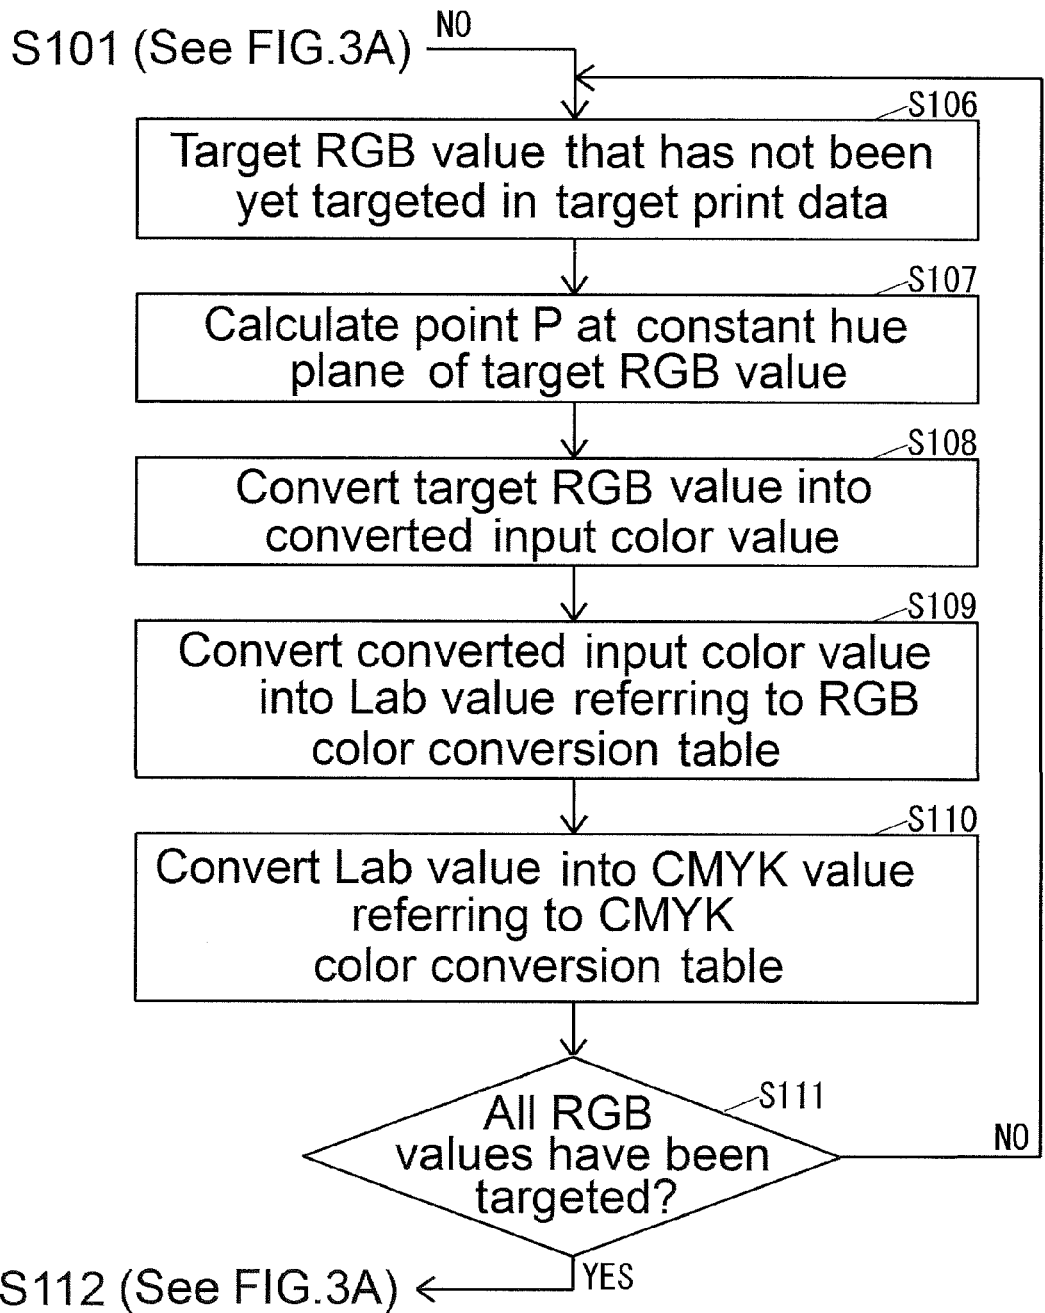 S101 (See FIG.3A)
NO
S106
Target RGB value that has not been
yet targeted in target print data
S107
Calculate point P at constant hue
plane of target RGB value
S108
Convert target RGB value into
converted input color value
S109
Convert converted input color value
into Lab value referring to RGB
color conversion table
S110
Convert Lab value into CMYK value
referring to CMYK
color conversion table
S111
All RGB
values have been
targeted?
NO
YES
S112 (See FIG.3A)